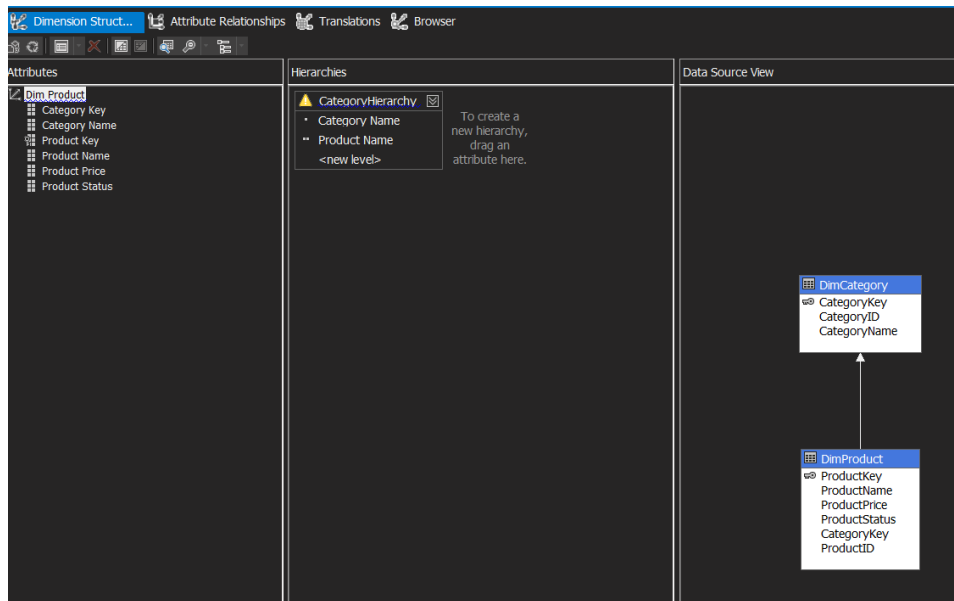 Dimension Struct... Attribute Relationships Translations Browser
Attributes
Hierarchies
Data Source View
Dim Product
Category Key
Category Name
Product Key
Product Name
Product Price
Product Status
CategoryHierarchy
Category Name
Product Name
<new level>
To create a
new hierarchy,
drag an
attribute here.
DimCategory
CategoryKey
CategoryID
CategoryName
DimProduct
ProductKey
ProductName
ProductPrice
ProductStatus
CategoryKey
ProductID